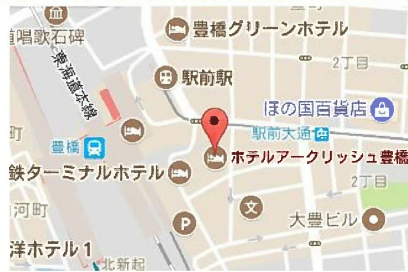 豊橋グリーンホテル
道唱歌石碑
東海道本線
2丁目
駅前駅
ほの国百貨店
町
豊橋
駅前大通
ホテルアークリッシュ豊橋
鉄ターミナルホテル
2丁目
河町
文
大豊ビル
P
洋ホテル1
北新起